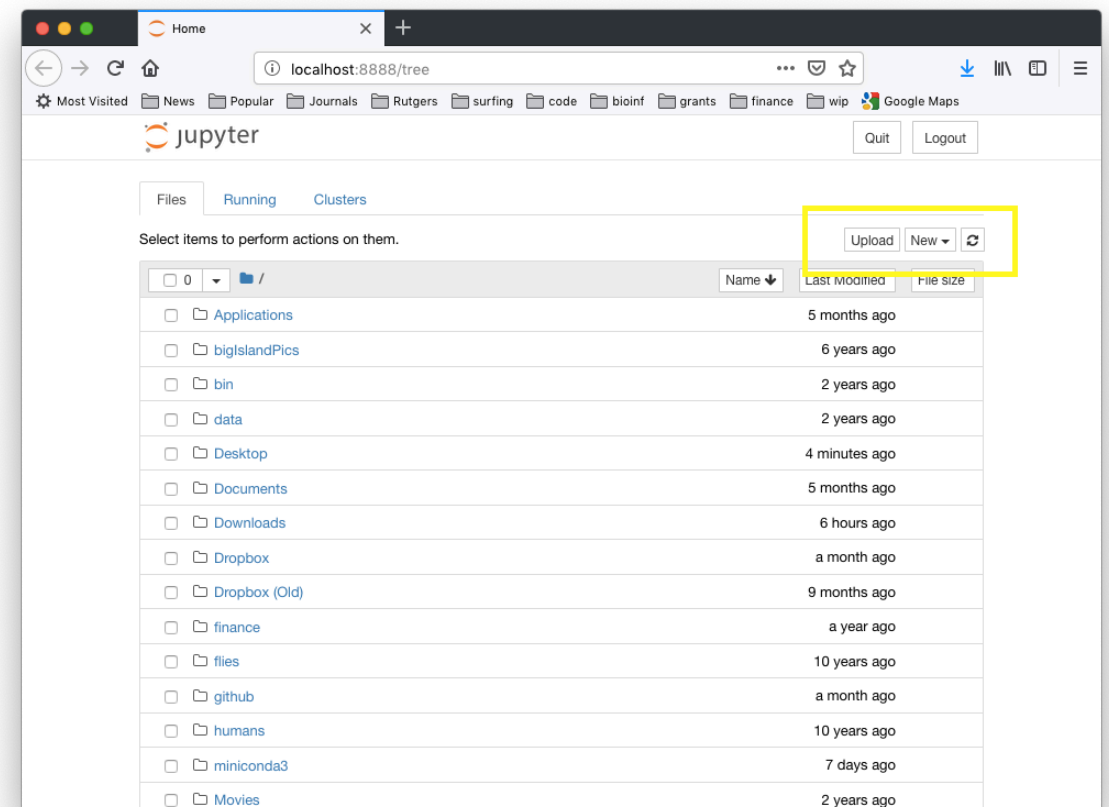 Home
localhost:8888/tree
Most Visited News Popular Journals Rutgers surfing code bioinf grants finance wip Google Maps
jupyter Quit Logout
Files Running Clusters
Select items to perform actions on them. Upload New
0 / Name Last Modified File size
Applications 5 months ago
bigIslandPics 6 years ago
bin 2 years ago
data 2 years ago
Desktop 4 minutes ago
Documents 5 months ago
Downloads 6 hours ago
Dropbox a month ago
Dropbox (Old) 9 months ago
finance a year ago
flies 10 years ago
github a month ago
humans 10 years ago
miniconda3 7 days ago
Movies 2 years ago